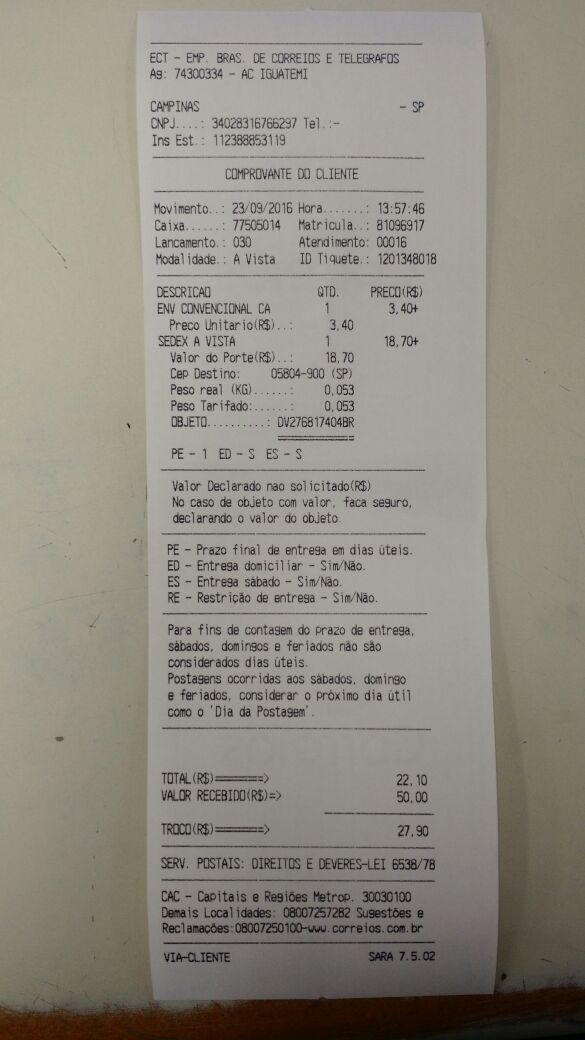 ECT - EMP. BRAS. DE CORREIOS E TELEGRAFOS
Ag: 74300334 - AC IGUATEMI
CAMPINAS - SP
CNPJ....: 34028316766297 Tel.:-
Ins Est.: 112388853119
COMPROVANTE DO CLIENTE
Movimento..: 23/09/2016 Hora.......: 13:57:46
Caixa......: 77505014 Matricula..: 81096917
Lancamento.: 030 Atendimento: 00016
Modalidade.: A Vista ID Tiquete.: 1201348018
DESCRICAO QTD. PRECO(R$)
ENV CONVENCIONAL CA 1 3,40+
Preco Unitario(R$)..: 3,40
SEDEX A VISTA 1 18,70+
Valor do Porte(R$)..: 18,70
Cep Destino: 05804-900 (SP)
Peso real (KG)......: 0,053
Peso Tarifado:......: 0,053
OBJETO..........: DV276817404BR
==============
PE - 1 ED - S ES - S
Valor Declarado nao solicitado(R$)
No caso de objeto com valor, faca seguro,
declarando o valor do objeto.
PE - Prazo final de entrega em dias úteis.
ED - Entrega domiciliar - Sim/Não.
ES - Entrega sábado - Sim/Não.
RE - Restrição de entrega - Sim/Não.
Para fins de contagem do prazo de entrega,
sábados, domingos e feriados não são
considerados dias úteis.
Postagens ocorridas aos sábados, domingo
e feriados, considerar o próximo dia útil
como o 'Dia da Postagem'.
TOTAL(R$)========> 22,10
VALOR RECEBIDO(R$)=> 50,00
TROCO(R$)========> 27,90
SERV. POSTAIS: DIREITOS E DEVERES-LEI 6538/78
CAC - Capitais e Regiões Metrop. 30030100
Demais Localidades: 08007257282 Sugestões e
Reclamações:08007250100-www.correios.com.br
VIA-CLIENTE SARA 7.5.02